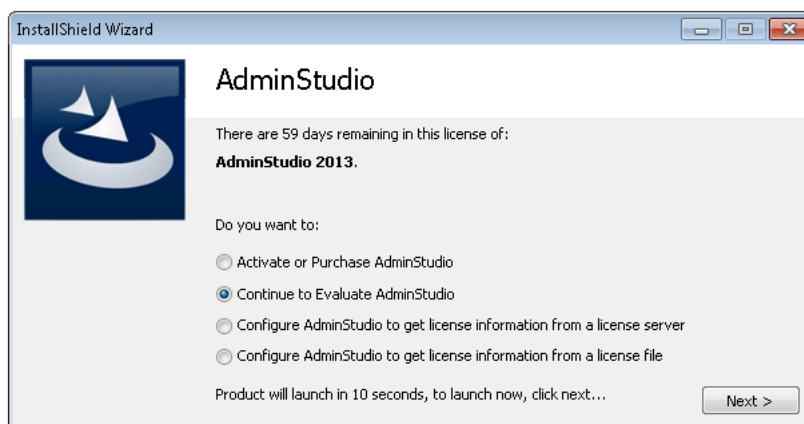 InstallShield Wizard
AdminStudio
There are 59 days remaining in this license of:
AdminStudio 2013.
Do you want to:
Activate or Purchase AdminStudio
Continue to Evaluate AdminStudio
Configure AdminStudio to get license information from a license server
Configure AdminStudio to get license information from a license file
Product will launch in 10 seconds, to launch now, click next...
Next >